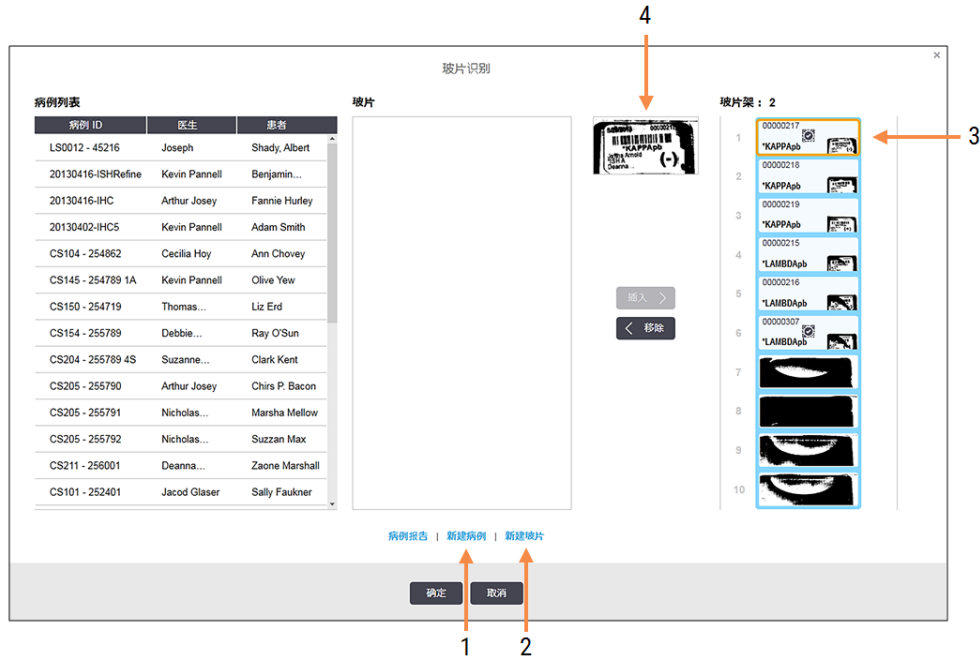 4
玻片识别
×
病例列表
玻片
玻片架： 2
病例 ID 医生 患者
LS0012 - 45216 Joseph Shady, Albert
20130416-ISHRefine Kevin Pannell Benjamin...
20130416-IHC Arthur Josey Fannie Hurley
20130402-IHC5 Kevin Pannell Adam Smith
CS104 - 254862 Cecilia Hoy Ann Chovey
CS145 - 254789 1A Kevin Pannell Olive Yew
CS150 - 254719 Thomas... Liz Erd
CS154 - 255789 Debbie... Ray O'Sun
CS204 - 255789 4S Suzanne... Clark Kent
CS205 - 255790 Arthur Josey Chirs P. Bacon
CS205 - 255791 Nicholas... Marsha Mellow
CS205 - 255792 Nicholas... Suzzan Max
CS211 - 256001 Deanna... Zaone Marshall
CS101 - 252401 Jacod Glaser Sally Faukner
*KAPPApb
Arnold
Deanna...
(-)
插入 >
< 移除
1 00000217
*KAPPApb
3
2 00000218
*KAPPApb
3 00000219
*KAPPApb
4 00000215
*LAMBDApb
5 00000216
*LAMBDApb
6 00000307
*LAMBDApb
7
8
9
10
病例报告 | 新建病例 | 新建玻片
确定 取消
1 2